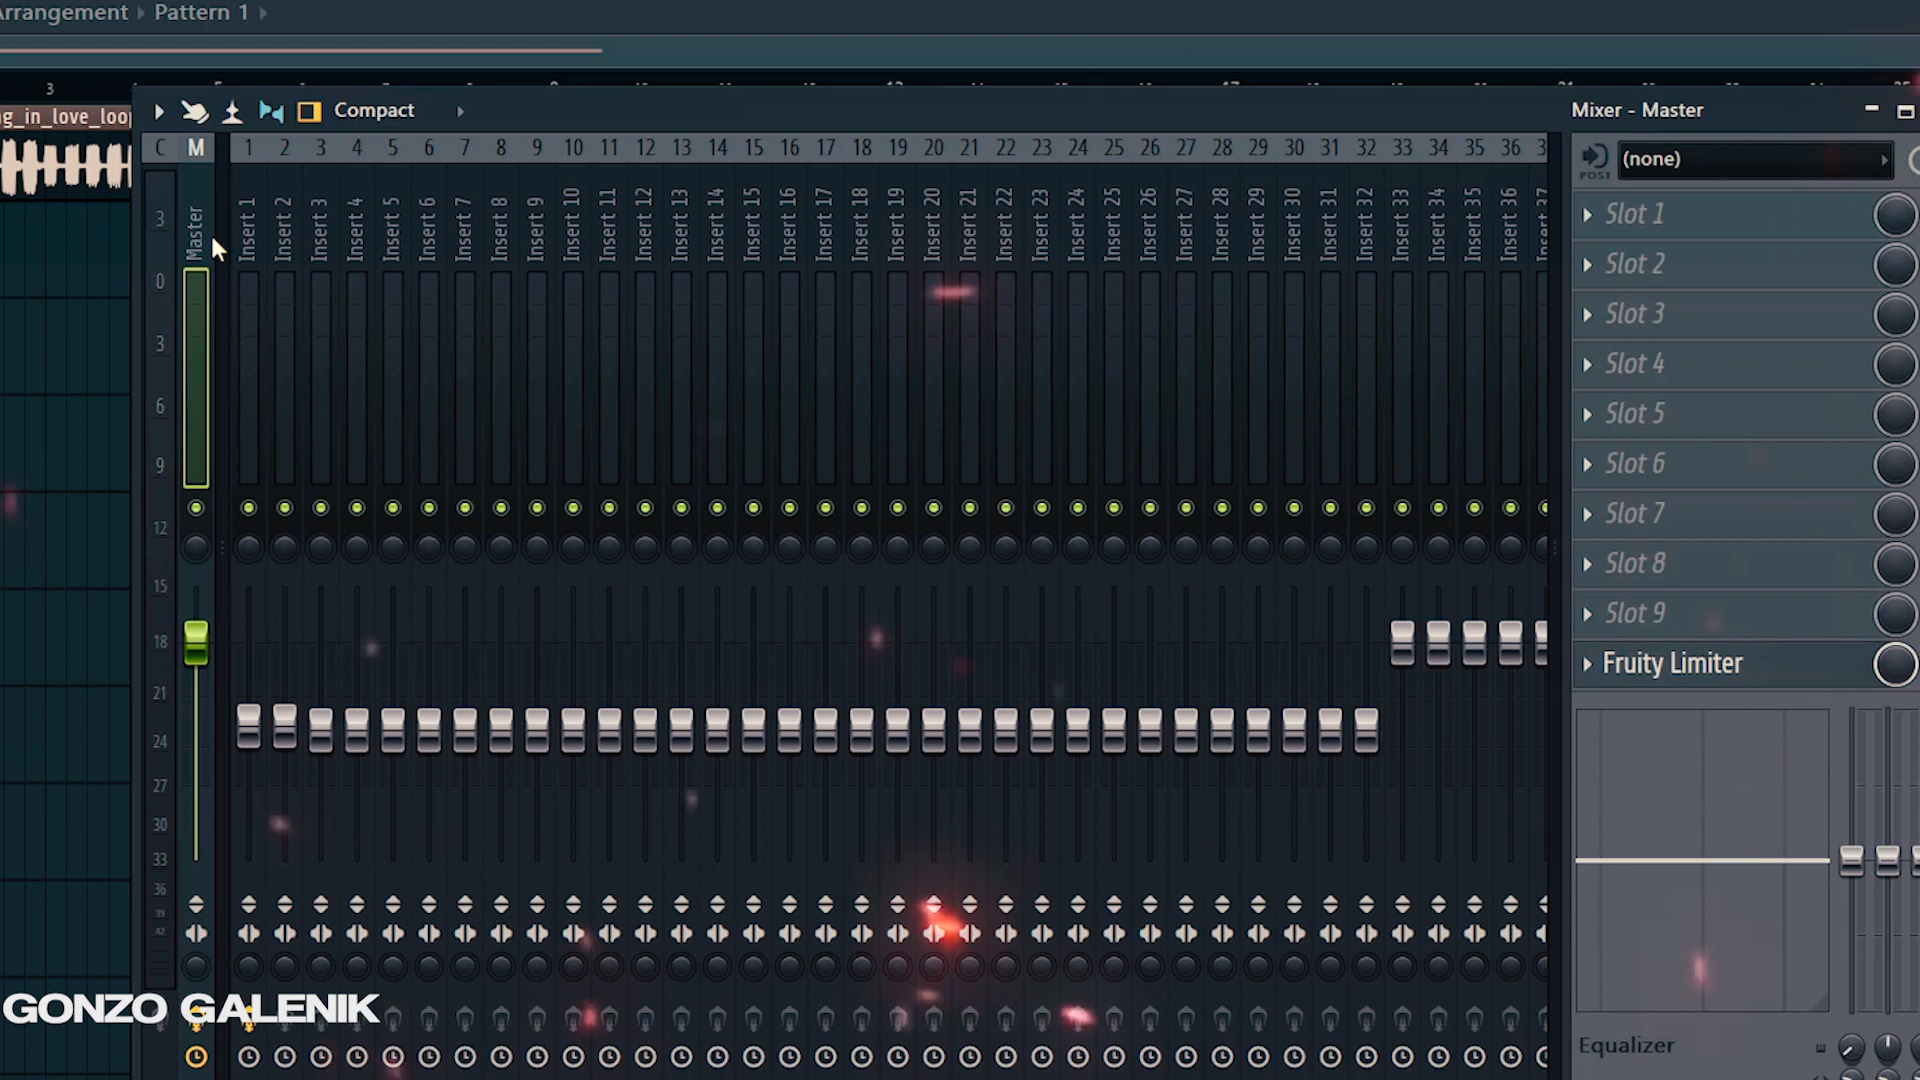 Arrangement Pattern 1
3
g_in_love_loop
Compact
Mixer - Master
C M 1 2 3 4 5 6 7 8 9 10 11 12 13 14 15 16 17 18 19 20 21 22 23 24 25 26 27 28 29 30 31 32 33 34 35 36 3
POST
(none)
Master
Insert 1
Insert 2
Insert 3
Insert 4
Insert 5
Insert 6
Insert 7
Insert 8
Insert 9
Insert 10
Insert 11
Insert 12
Insert 13
Insert 14
Insert 15
Insert 16
Insert 17
Insert 18
Insert 19
Insert 20
Insert 21
Insert 22
Insert 23
Insert 24
Insert 25
Insert 26
Insert 27
Insert 28
Insert 29
Insert 30
Insert 31
Insert 32
Insert 33
Insert 34
Insert 35
Insert 36
Insert 37
3
0
3
6
9
12
15
18
21
24
27
30
33
36
39
42
Slot 1
Slot 2
Slot 3
Slot 4
Slot 5
Slot 6
Slot 7
Slot 8
Slot 9
Fruity Limiter
Equalizer
GONZO GALENIK